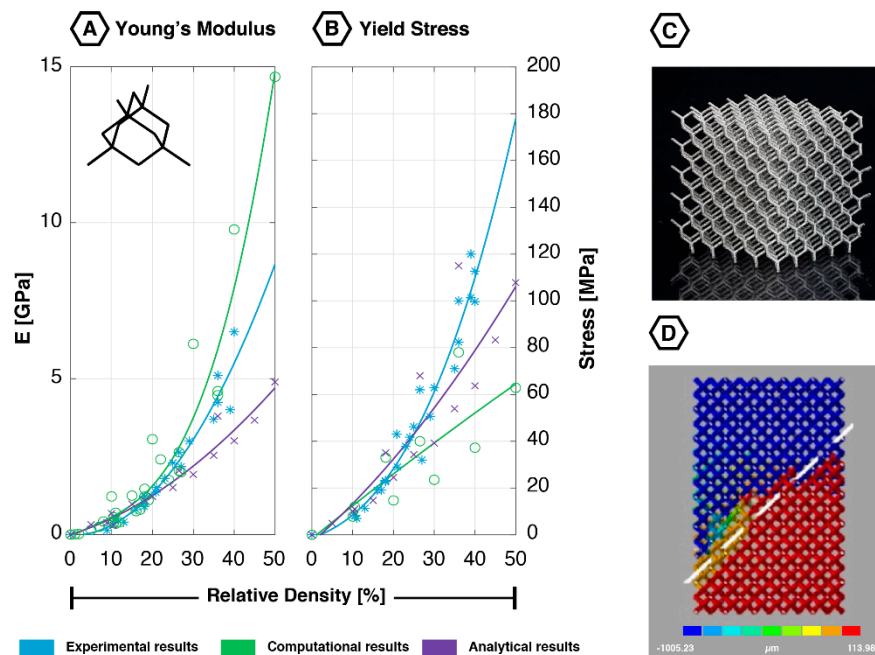 A Young's Modulus
B Yield Stress
C
15
10
5
0
E [GPa]
0 10 20 30 40 50
0 10 20 30 40 50
200
180
160
140
120
100
80
60
40
20
0
Stress [MPa]
Relative Density [%]
D
-1005.23 µm 113.98
Experimental results
Computational results
Analytical results